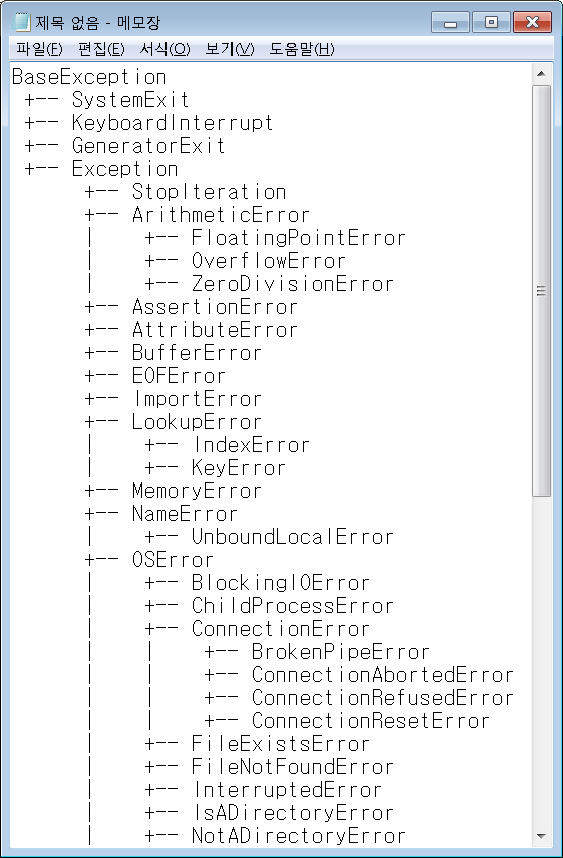 제목 없음 - 메모장
파일(F) 편집(E) 서식(O) 보기(V) 도움말(H)
BaseException
 +-- SystemExit
 +-- KeyboardInterrupt
 +-- GeneratorExit
 +-- Exception
      +-- StopIteration
      +-- ArithmeticError
      |    +-- FloatingPointError
      |    +-- OverflowError
      |    +-- ZeroDivisionError
      +-- AssertionError
      +-- AttributeError
      +-- BufferError
      +-- EOFError
      +-- ImportError
      +-- LookupError
      |    +-- IndexError
      |    +-- KeyError
      +-- MemoryError
      +-- NameError
      |    +-- UnboundLocalError
      +-- OSError
      |    +-- BlockingIOError
      |    +-- ChildProcessError
      |    +-- ConnectionError
      |    |    +-- BrokenPipeError
      |    |    +-- ConnectionAbortedError
      |    |    +-- ConnectionRefusedError
      |    |    +-- ConnectionResetError
      |    +-- FileExistsError
      |    +-- FileNotFoundError
      |    +-- InterruptedError
      |    +-- IsADirectoryError
      |    +-- NotADirectoryError